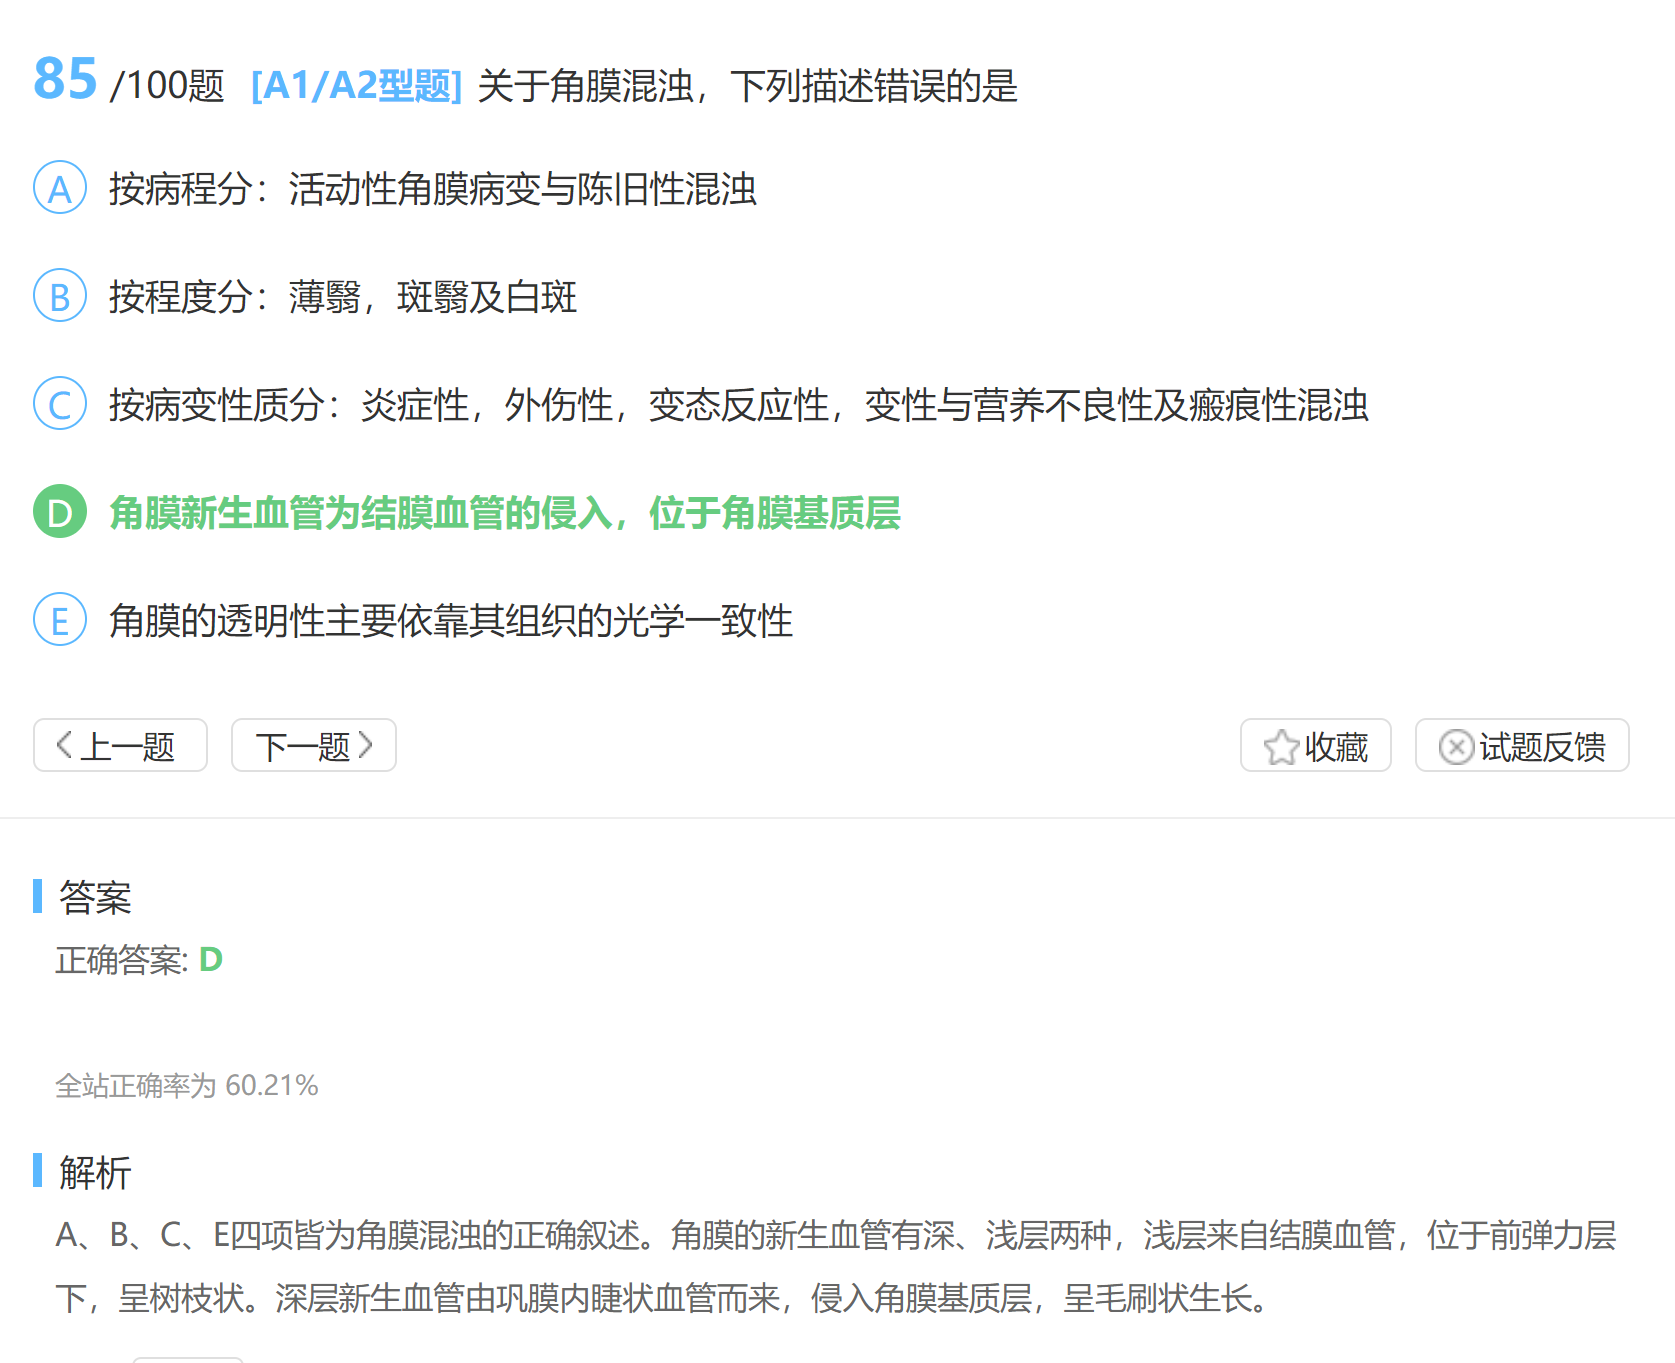 85 /100题 [A1/A2型题] 关于角膜混浊，下列描述错误的是
A 按病程分：活动性角膜病变与陈旧性混浊
B 按程度分：薄翳，斑翳及白斑
C 按病变性质分：炎症性，外伤性，变态反应性，变性与营养不良性及瘢痕性混浊
D 角膜新生血管为结膜血管的侵入，位于角膜基质层
E 角膜的透明性主要依靠其组织的光学一致性
上一题 下一题 收藏 试题反馈
答案
正确答案: D
全站正确率为 60.21%
解析
A、B、C、E四项皆为角膜混浊的正确叙述。角膜的新生血管有深、浅层两种，浅层来自结膜血管，位于前弹力层
下，呈树枝状。深层新生血管由巩膜内睫状血管而来，侵入角膜基质层，呈毛刷状生长。